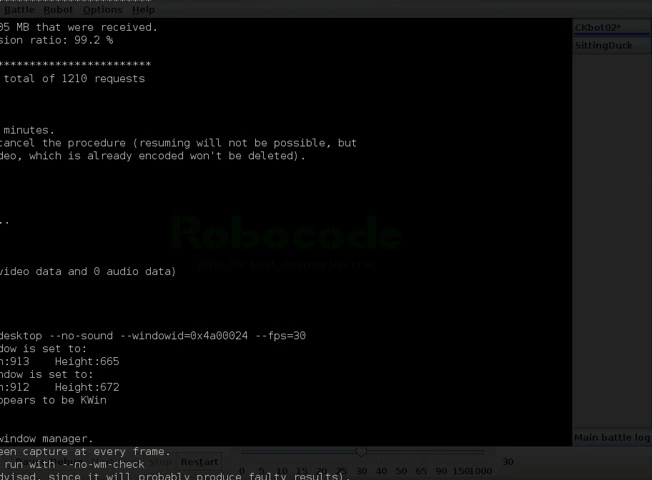 Battle Robot Options Help
05 MB that were received.
sion ratio: 99.2 %
CKbot02*
SittingDuck
************************
total of 1210 requests
minutes.
cancel the procedure (resuming will not be possible, but
deo, which is already encoded won't be deleted).
..
Robocode
video data and 0 audio data)
desktop --no-sound --windowid=0x4a00024 --fps=30
dow is set to:
h:913 Height:665
ndow is set to:
h:912 Height:672
ppears to be KWin
window manager.
Main battle log
een capture at every frame.
run with --no-wm-check
Restart
30
0 5 10 15 20 25 30 40 50 65 90 150 1000
dvised, since it will probably produce faulty results).